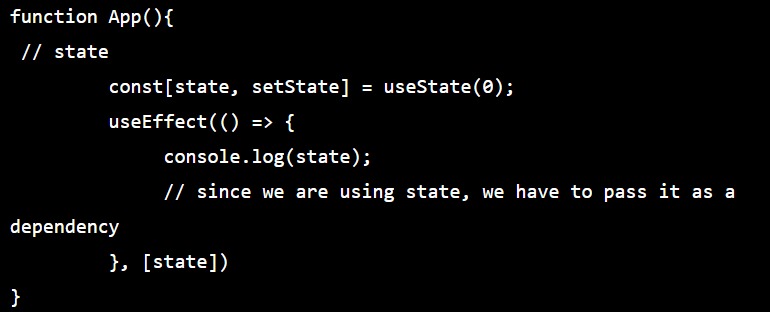 function App(){
// state
const[state, setState] = useState(0);
useEffect(() => {
console.log(state);
// since we are using state, we have to pass it as a
dependency
}, [state])
}